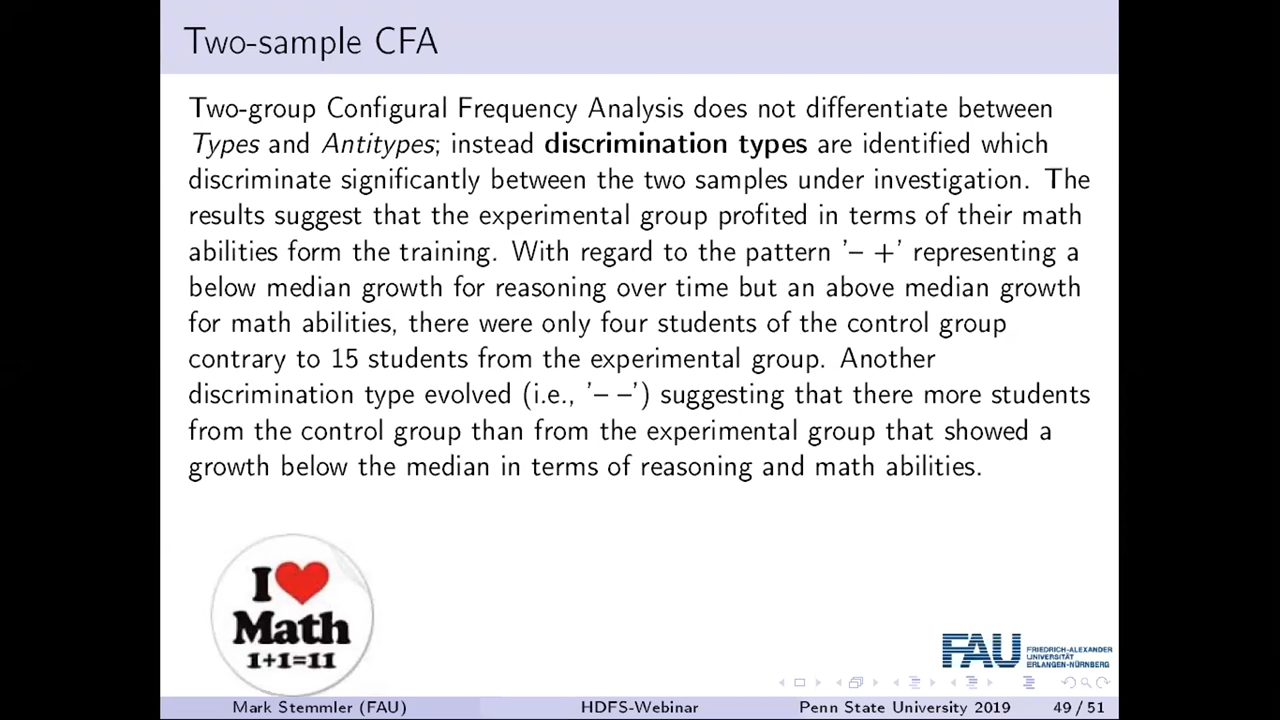 Two-sample CFA
Two-group Configural Frequency Analysis does not differentiate between
Types and Antitypes; instead discrimination types are identified which
discriminate significantly between the two samples under investigation. The
results suggest that the experimental group profited in terms of their math
abilities form the training. With regard to the pattern '– +' representing a
below median growth for reasoning over time but an above median growth
for math abilities, there were only four students of the control group
contrary to 15 students from the experimental group. Another
discrimination type evolved (i.e., '– –') suggesting that there more students
from the control group than from the experimental group that showed a
growth below the median in terms of reasoning and math abilities.
I ❤ Math
1+1=11
FAU
FRIEDRICH-ALEXANDER
UNIVERSITÄT
ERLANGEN-NÜRNBERG
Mark Stemmler (FAU) HDFS-Webinar Penn State University 2019 49 / 51